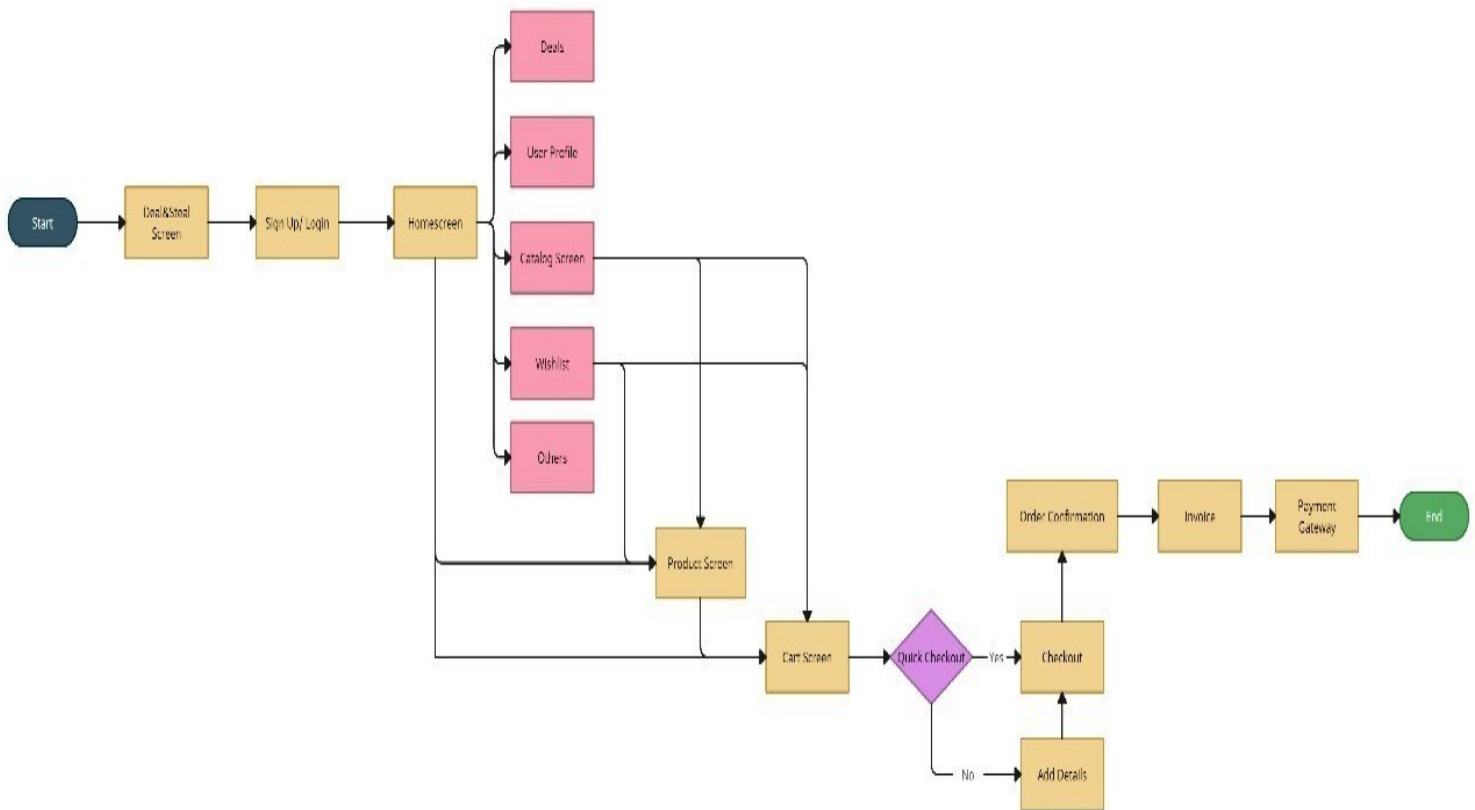 Deals
User Profile
Start
Deal&Steal
Screen
Sign Up/ Login
Homescreen
Catalog Screen
Wishlist
Others
Order Confirmation
Invoice
Payment
Gateway
End
Product Screen
Cart Screen
Quick Checkout
Yes
Checkout
No
Add Details